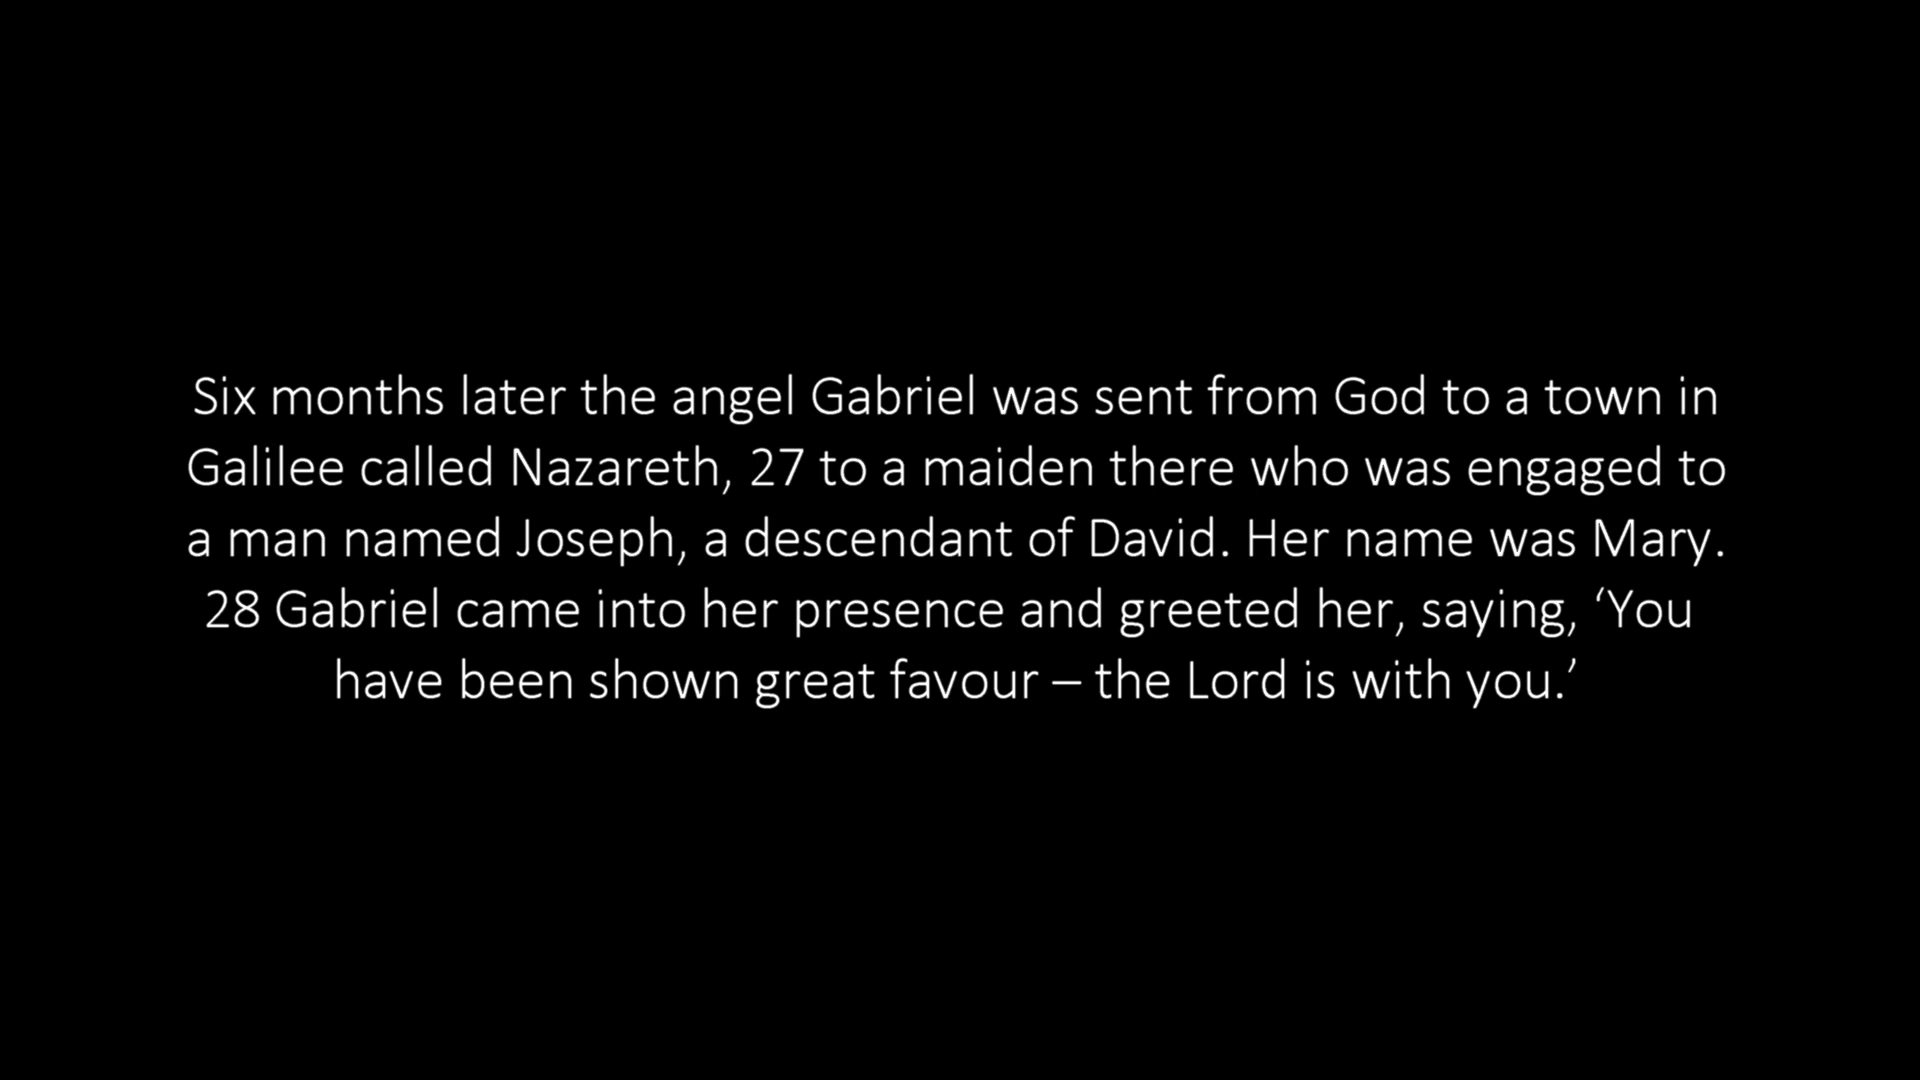 Six months later the angel Gabriel was sent from God to a town in
Galilee called Nazareth, 27 to a maiden there who was engaged to
a man named Joseph, a descendant of David. Her name was Mary.
28 Gabriel came into her presence and greeted her, saying, ‘You
have been shown great favour – the Lord is with you.’